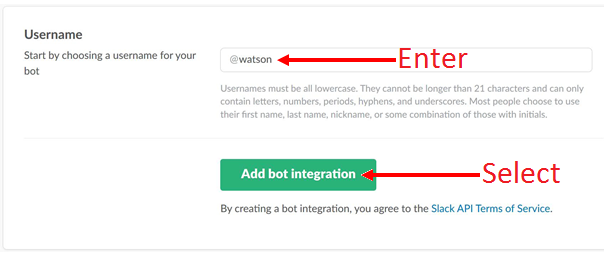 Username
Start by choosing a username for your
bot
@watson
Enter
Usernames must be all lowercase. They cannot be longer than 21 characters and can only
contain letters, numbers, periods, hyphens, and underscores. Most people choose to use
their first name, last name, nickname, or some combination of those with initials.
Add bot integration
Select
By creating a bot integration, you agree to the Slack API Terms of Service.